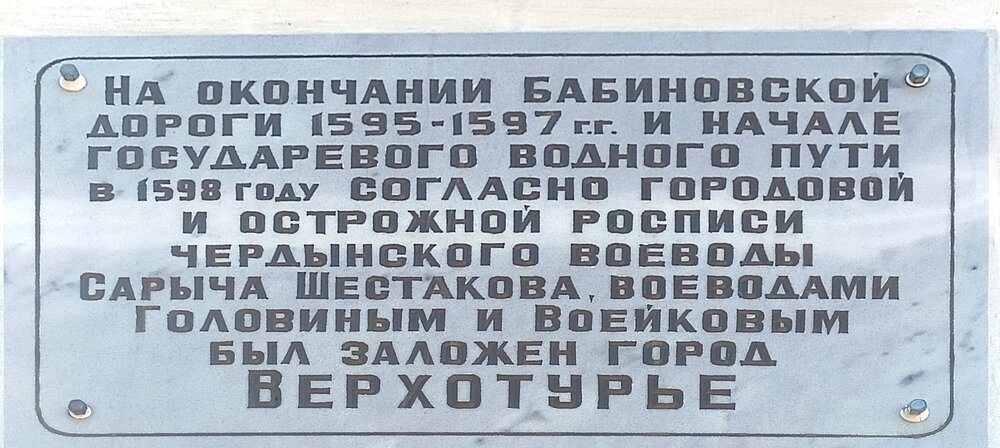 На окончании Бабиновской
дороги 1595-1597 г.г. и начале
государевого водного пути
в 1598 году согласно городовой
и острожной росписи
чердынского воеводы
Сарыча Шестакова, воеводами
Головиным и Воейковым
был заложен город
Верхотурье